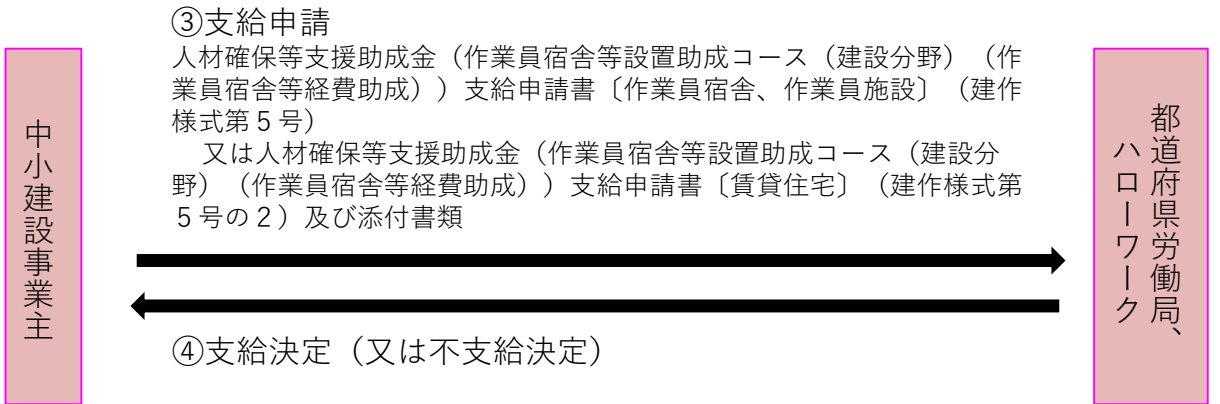 中小建設事業主
③支給申請
人材確保等支援助成金（作業員宿舎等設置助成コース（建設分野）（作
業員宿舎等経費助成））支給申請書〔作業員宿舎、作業員施設〕（建作
様式第５号）
又は人材確保等支援助成金（作業員宿舎等設置助成コース（建設分
野）（作業員宿舎等経費助成））支給申請書〔賃貸住宅〕（建作様式第
５号の２）及び添付書類
④支給決定（又は不支給決定）
都道府県労働局、
ハローワーク